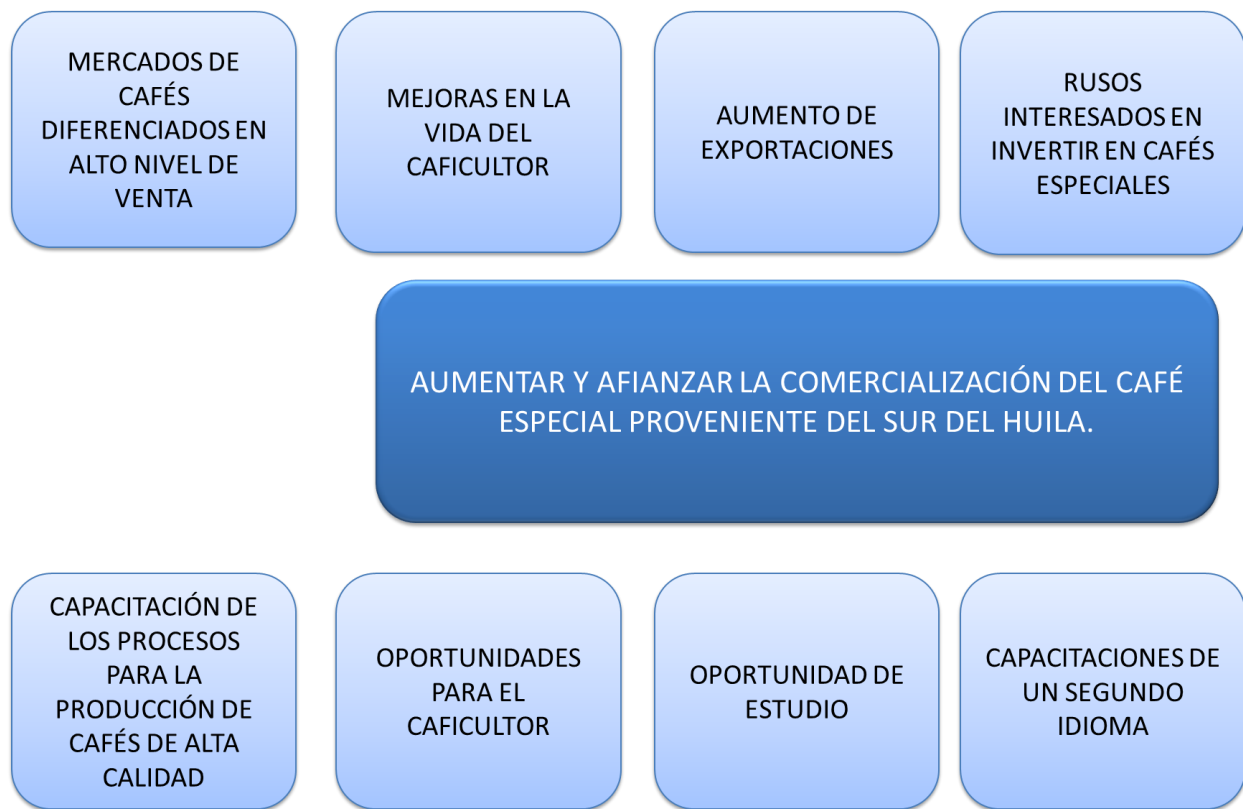 MERCADOS DE
CAFÉS
DIFERENCIADOS EN
ALTO NIVEL DE
VENTA
MEJORAS EN LA
VIDA DEL
CAFICULTOR
AUMENTO DE
EXPORTACIONES
RUSOS
INTERESADOS EN
INVERTIR EN CAFÉS
ESPECIALES
AUMENTAR Y AFIANZAR LA COMERCIALIZACIÓN DEL CAFÉ
ESPECIAL PROVENIENTE DEL SUR DEL HUILA.
CAPACITACIÓN DE
LOS PROCESOS
PARA LA
PRODUCCIÓN DE
CAFÉS DE ALTA
CALIDAD
OPORTUNIDADES
PARA EL
CAFICULTOR
OPORTUNIDAD DE
ESTUDIO
CAPACITACIONES DE
UN SEGUNDO
IDIOMA